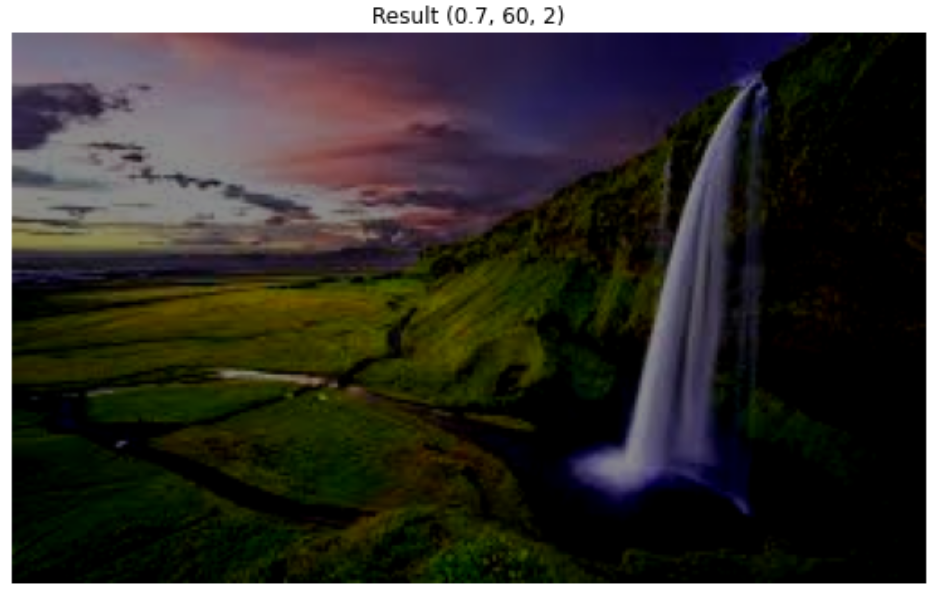 Result (0.7, 60, 2)